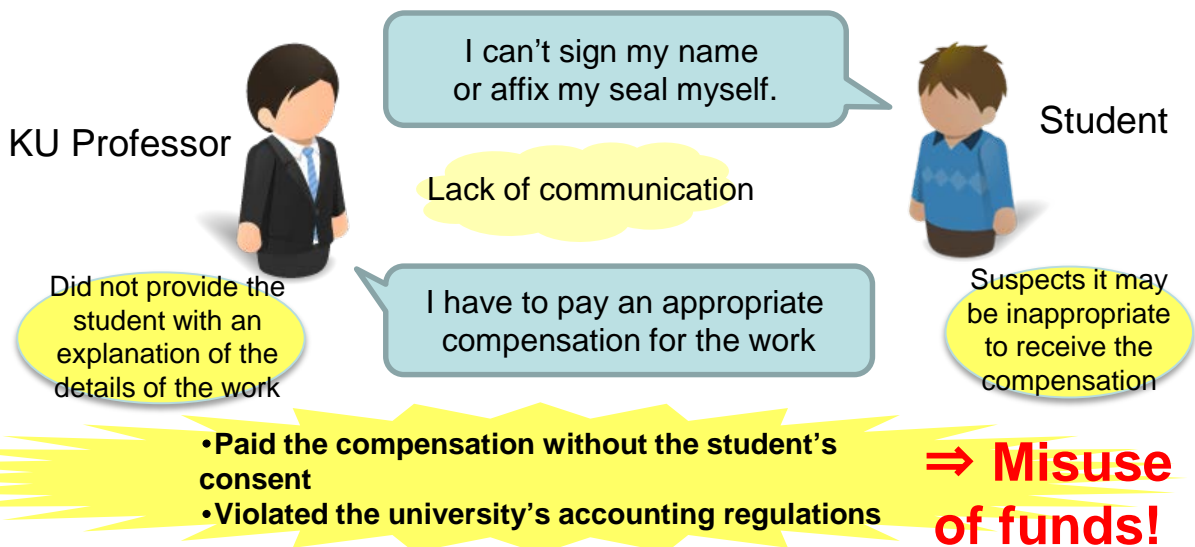 I can’t sign my name
or affix my seal myself.
KU Professor
Student
Lack of communication
Did not provide the
student with an
explanation of the
details of the work
I have to pay an appropriate
compensation for the work
Suspects it may
be inappropriate
to receive the
compensation
•Paid the compensation without the student’s
consent
•Violated the university’s accounting regulations
⇒ Misuse
of funds!